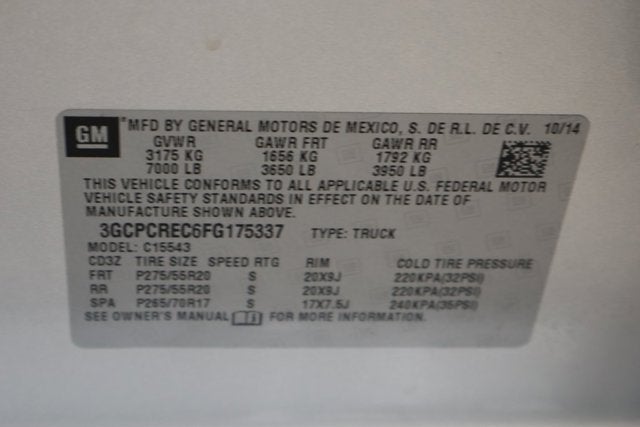 GM
*MFD BY GENERAL MOTORS DE MEXICO, S. DE R.L. DE C.V. 10/14
GVWR GAWR FRT GAWR RR
3175 KG 1656 KG 1792 KG
7000 LB 3650 LB 3950 LB
THIS VEHICLE CONFORMS TO ALL APPLICABLE U.S. FEDERAL MOTOR
VEHICLE SAFETY STANDARDS IN EFFECT ON THE DATE OF
MANUFACTURE SHOWN ABOVE.
3GCPCREC6FG175337 TYPE: TRUCK
MODEL: C15543
CD3Z TIRE SIZE SPEED RTG RIM COLD TIRE PRESSURE
FRT P275/55R20 S 20X9J 220KPA(32PSI)
RR P275/55R20 S 20X9J 220KPA(32PSI)
SPA P265/70R17 S 17X7.5J 240KPA(35PSI)
SEE OWNER'S MANUAL FOR MORE INFORMATION.